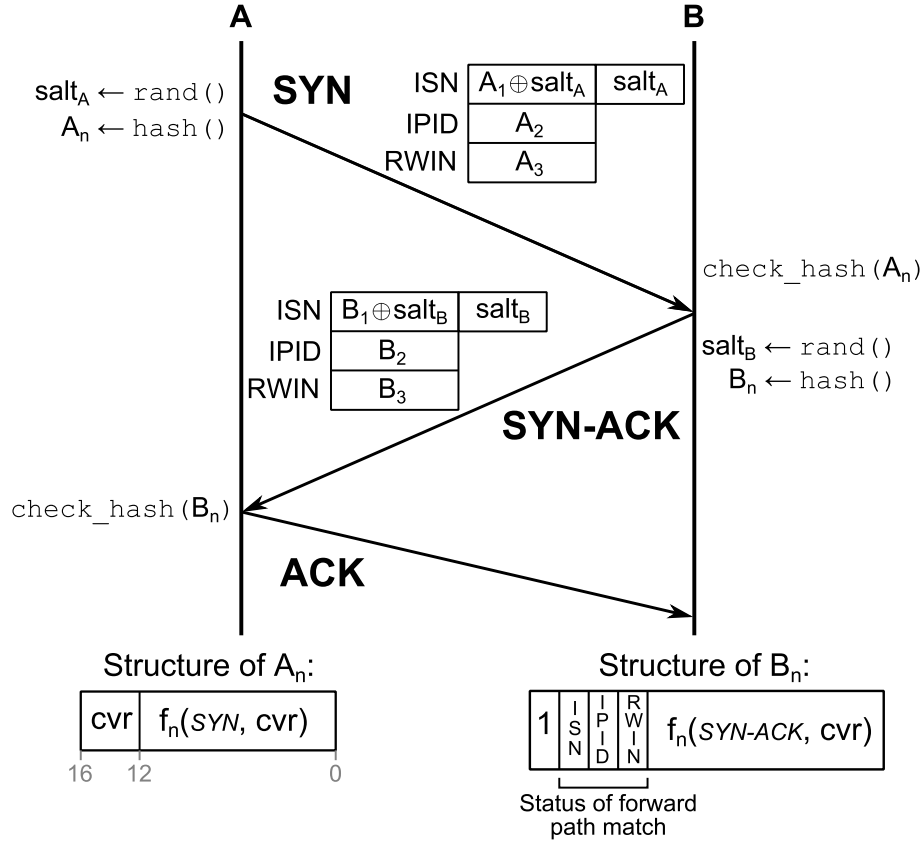 A B
ISN A₁⊕saltA saltA
saltA ← rand() SYN
An ← hash() IPID A₂
RWIN A₃
check_hash(An)
ISN B₁⊕saltB saltB
IPID B₂ saltB ← rand()
RWIN B₃ Bn ← hash()
SYN-ACK
check_hash(Bn)
ACK
Structure of An:
cvr fn(SYN, cvr)
16 12 0
Structure of Bn:
1 ISN IPID RWIN fn(SYN-ACK, cvr)
Status of forward
path match